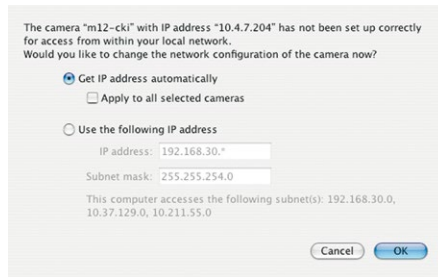 The camera "m12-cki" with IP address "10.4.7.204" has not been set up correctly
for access from within your local network.
Would you like to change the network configuration of the camera now?
Get IP address automatically
Apply to all selected cameras
Use the following IP address
IP address: 192.168.30.*
Subnet mask: 255.255.254.0
This computer accesses the following subnet(s): 192.168.30.0,
10.37.129.0, 10.211.55.0
Cancel OK